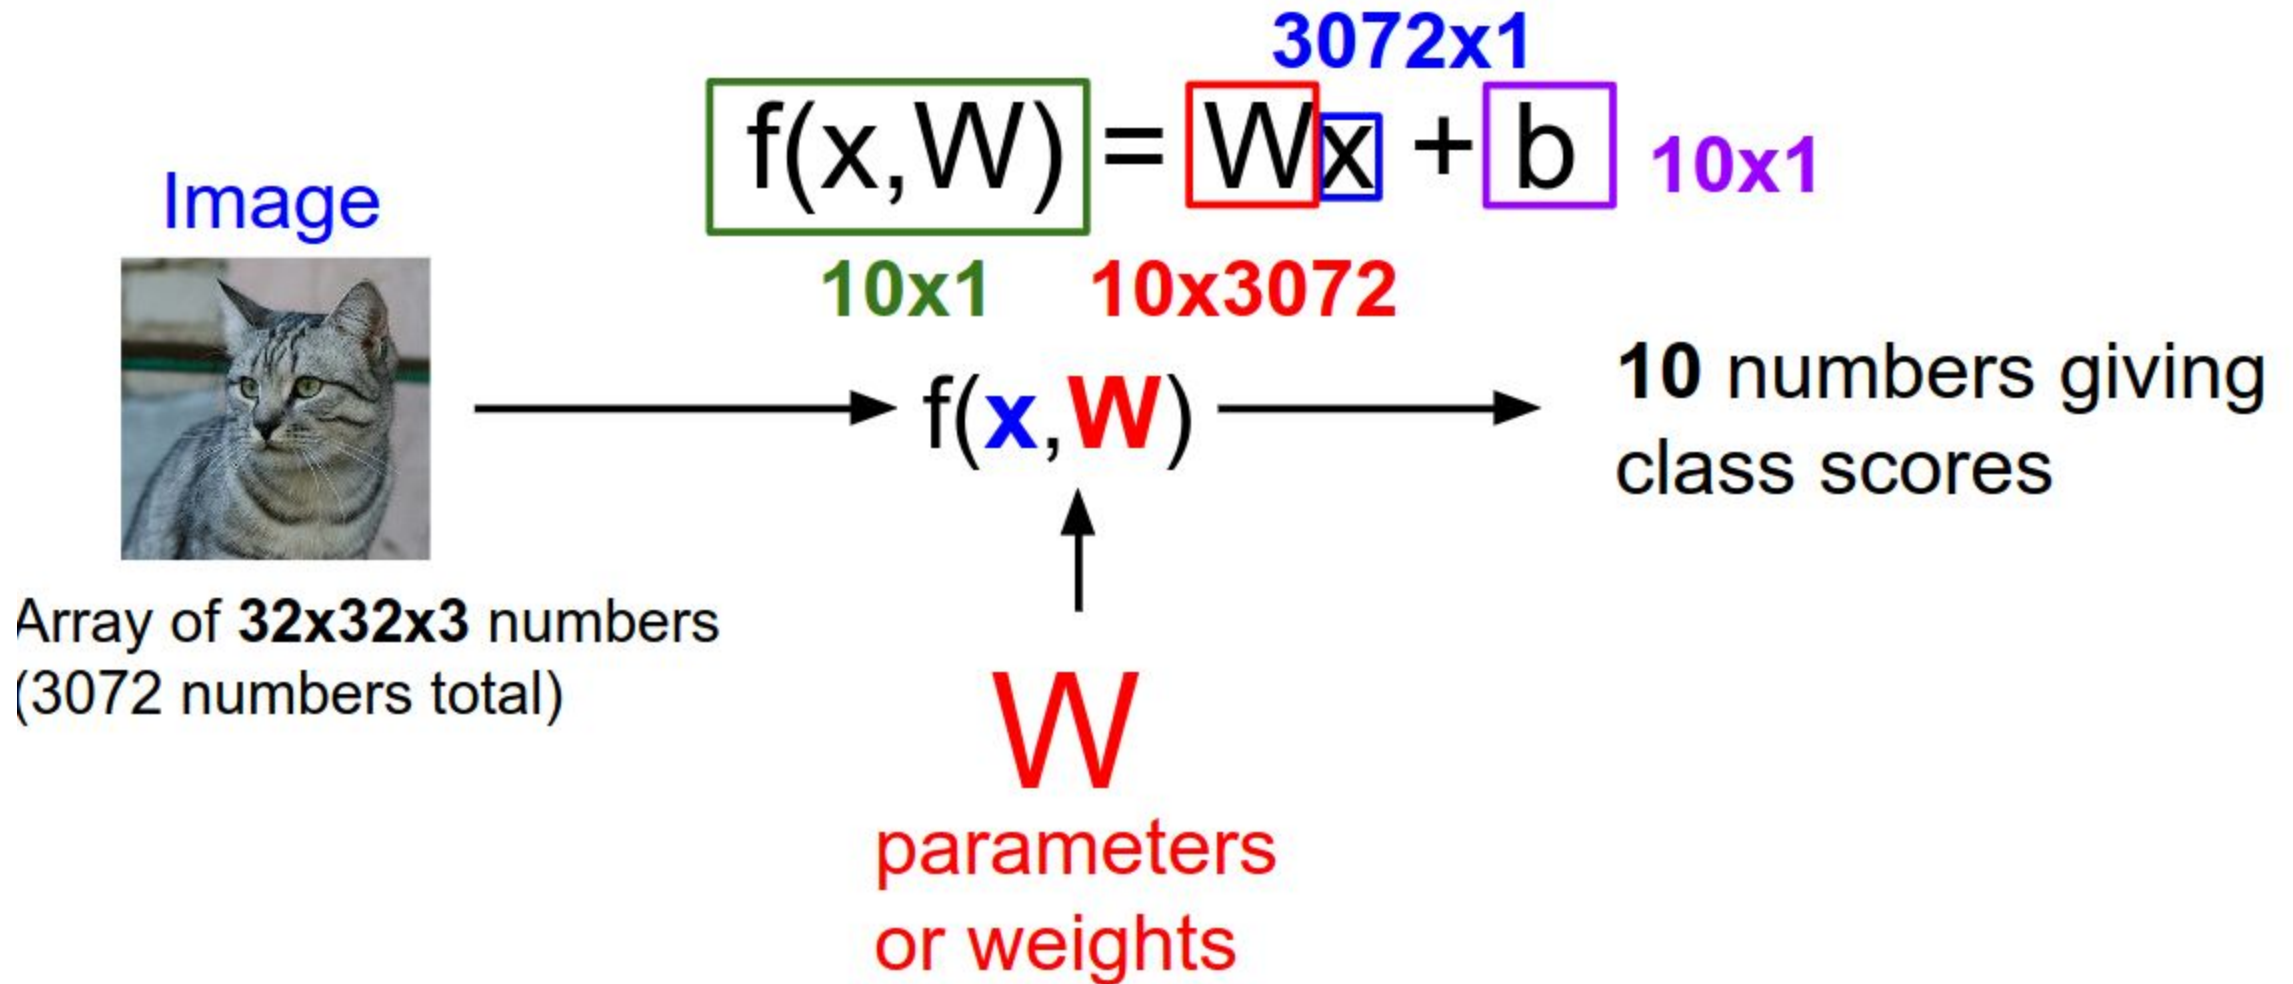 3072x1
f(x,W) = Wx + b 10x1
10x1 10x3072
Image
f(x,W)
10 numbers giving
class scores
Array of 32x32x3 numbers
(3072 numbers total)
W
parameters
or weights